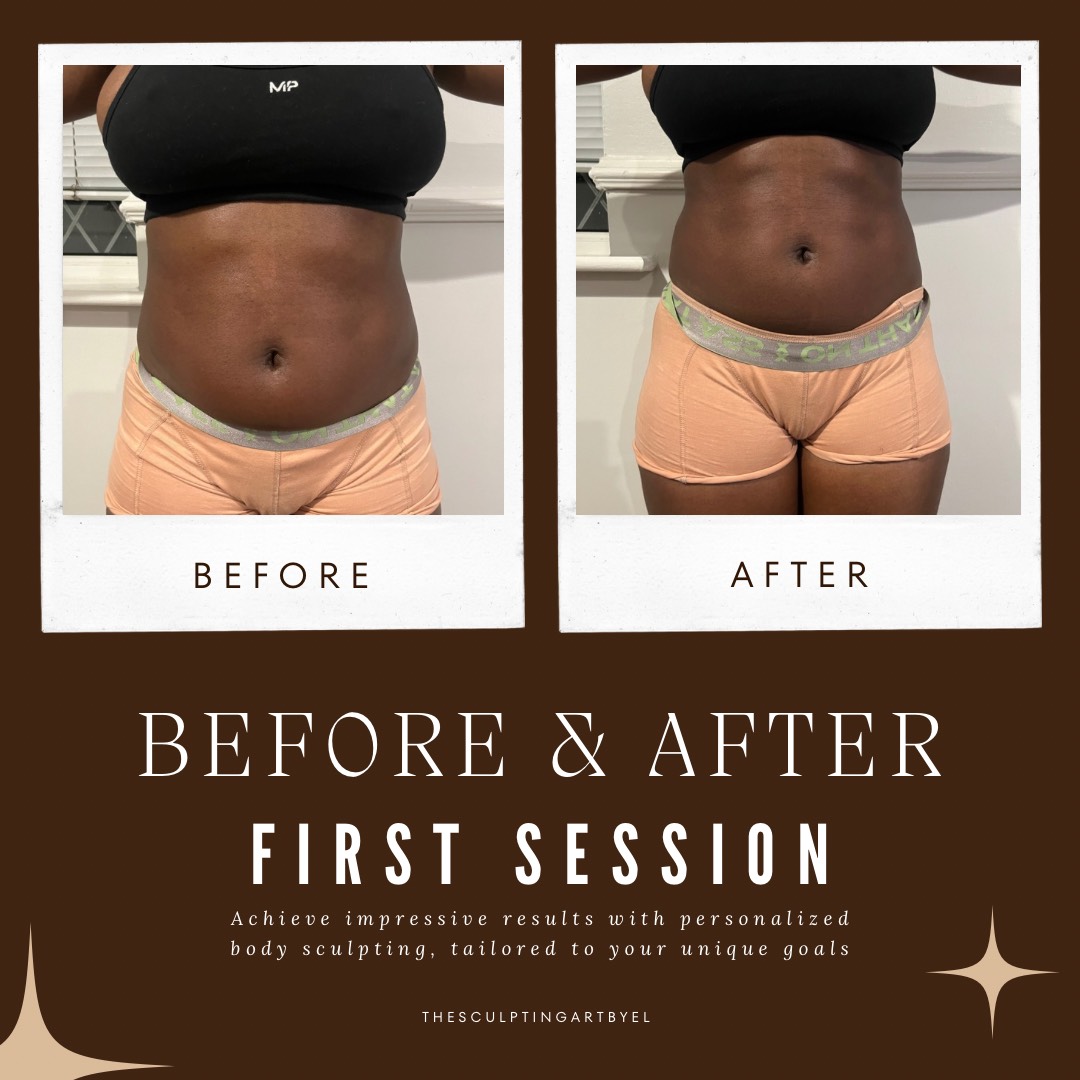 MP
BEFORE
AFTER
BEFORE & AFTER
FIRST SESSION
Achieve impressive results with personalized
body sculpting, tailored to your unique goals
THESCULPTINGARTBYEL